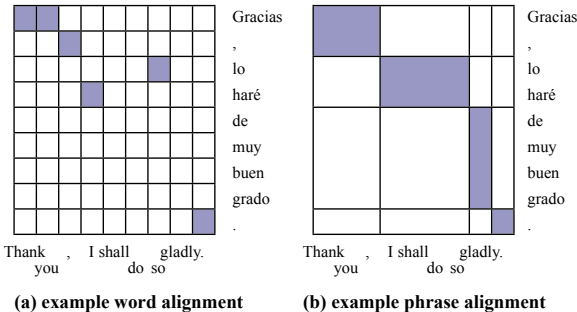 Gracias
,
lo
haré
de
muy
buen
grado
.
Thank , I shall gladly.
you do so
(a) example word alignment
Gracias
,
lo
haré
de
muy
buen
grado
.
Thank , I shall gladly.
you do so
(b) example phrase alignment